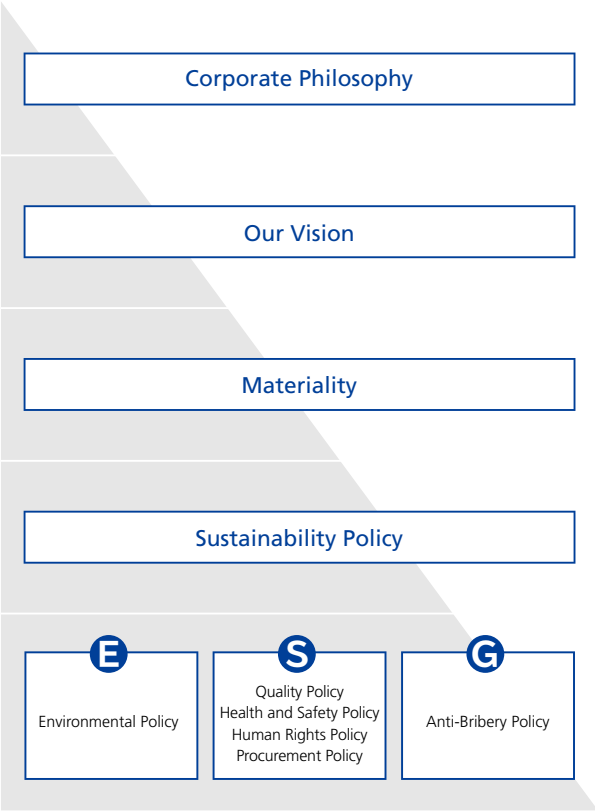 Corporate Philosophy
Our Vision
Materiality
Sustainability Policy
E
Environmental Policy
S
Quality Policy
Health and Safety Policy
Human Rights Policy
Procurement Policy
G
Anti-Bribery Policy